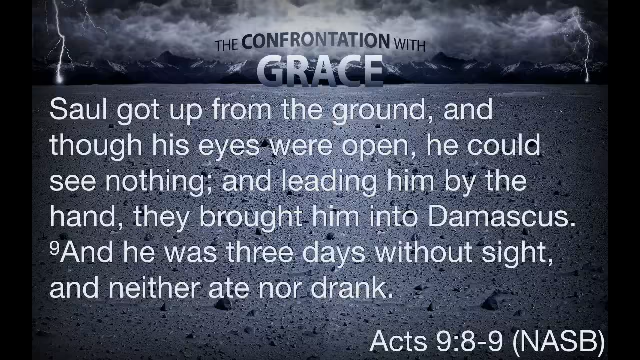 THE CONFRONTATION WITH
GRACE
Saul got up from the ground, and
though his eyes were open, he could
see nothing; and leading him by the
hand, they brought him into Damascus.
⁹And he was three days without sight,
and neither ate nor drank.
Acts 9:8-9 (NASB)